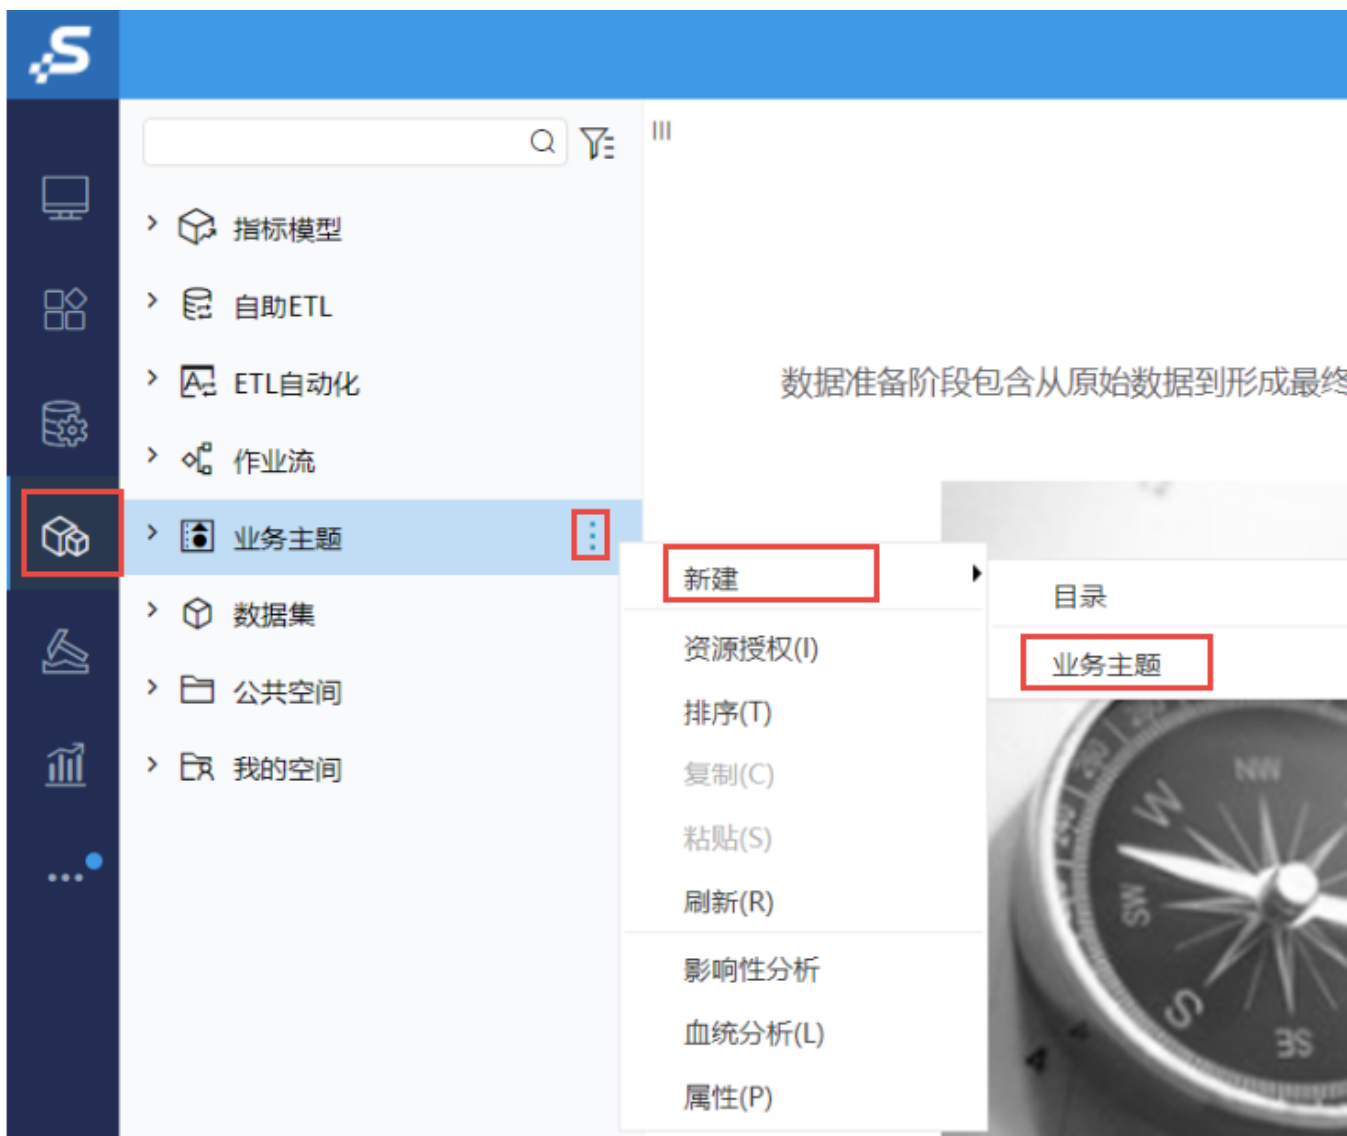 S
指标模型
自助ETL
ETL自动化
数据准备阶段包含从原始数据到形成最终
作业流
业务主题
新建
目录
数据集
资源授权(I)
业务主题
公共空间
排序(T)
我的空间
复制(C)
粘贴(S)
刷新(R)
影响性分析
血统分析(L)
属性(P)
NW
W
SW
S
SE